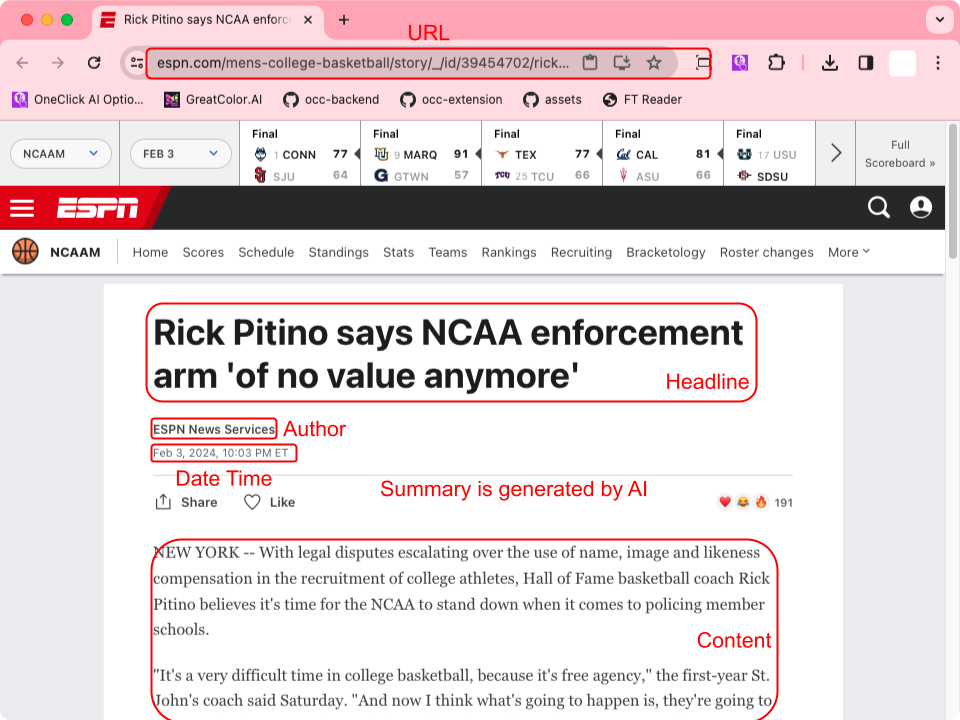 Rick Pitino says NCAA enforc
URL
espn.com/mens-college-basketball/story/_/id/39454702/rick...
OneClick AI Optio...
GreatColor.AI
occ-backend
occ-extension
assets
FT Reader
NCAAM
FEB 3
Final
1 CONN 77
SJU 64
Final
9 MARQ 91
GTWN 57
Final
TEX 77
25 TCU 66
Final
CAL 81
ASU 66
Final
17 USU
SDSU
Full
Scoreboard »
ESPN
NCAAM
Home
Scores
Schedule
Standings
Stats
Teams
Rankings
Recruiting
Bracketology
Roster changes
More
Rick Pitino says NCAA enforcement
arm 'of no value anymore'
Headline
ESPN News Services
Author
Feb 3, 2024, 10:03 PM ET
Date Time
Summary is generated by AI
Share
Like
191
NEW YORK -- With legal disputes escalating over the use of name, image and likeness
compensation in the recruitment of college athletes, Hall of Fame basketball coach Rick
Pitino believes it's time for the NCAA to stand down when it comes to policing member
schools.
Content
"It's a very difficult time in college basketball, because it's free agency," the first-year St.
John's coach said Saturday. "And now I think what's going to happen is, they're going to